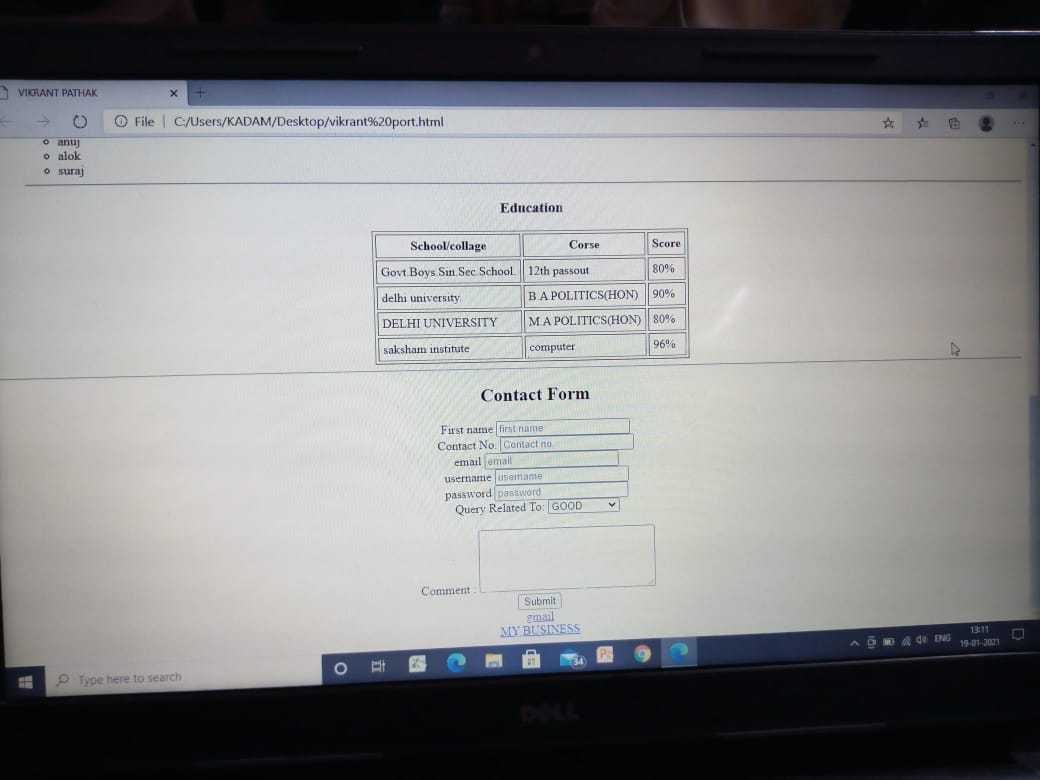 VIKRANT PATHAK
File C:/Users/KADAM/Desktop/vikrant%20port.html
anuj
alok
suraj
Education
School/collage Corse Score
Govt.Boys.Sin.Sec.School. 12th passout 80%
delhi university B.A POLITICS(HON) 90%
DELHI UNIVERSITY M.A POLITICS(HON) 80%
saksham institute computer 96%
Contact Form
First name first name
Contact No. Contact no.
email email
username username
password password
Query Related To: GOOD
Comment :
Submit
gmail
MY BUSINESS
Type here to search
34
ENG
13:11
19-01-2021
DELL